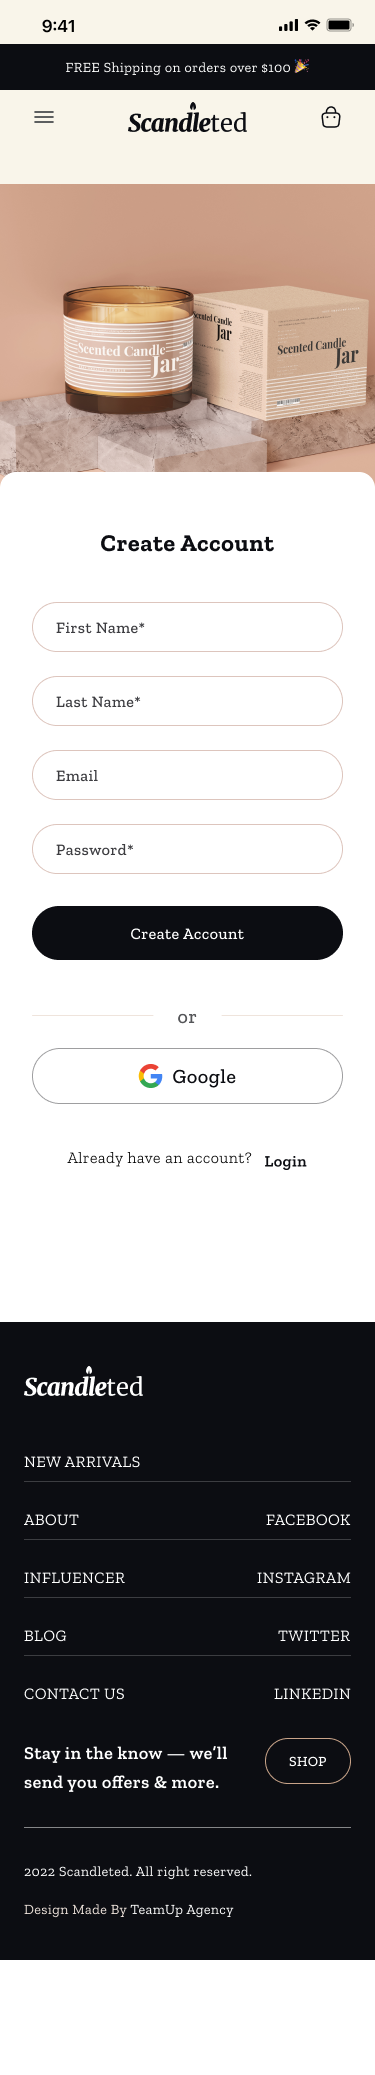 9:41
FREE Shipping on orders over $100 🎉
Scandleted
Scented Candle
Jar
Scented Candle
Jar
Scented Candle
Jar
Create Account
First Name*
Last Name*
Email
Password*
Create Account
or
Google
Already have an account? Login
Scandleted
NEW ARRIVALS
ABOUT FACEBOOK
INFLUENCER INSTAGRAM
BLOG TWITTER
CONTACT US LINKEDIN
Stay in the know — we’ll
send you offers & more.
SHOP
2022 Scandleted. All right reserved.
Design Made By TeamUp Agency